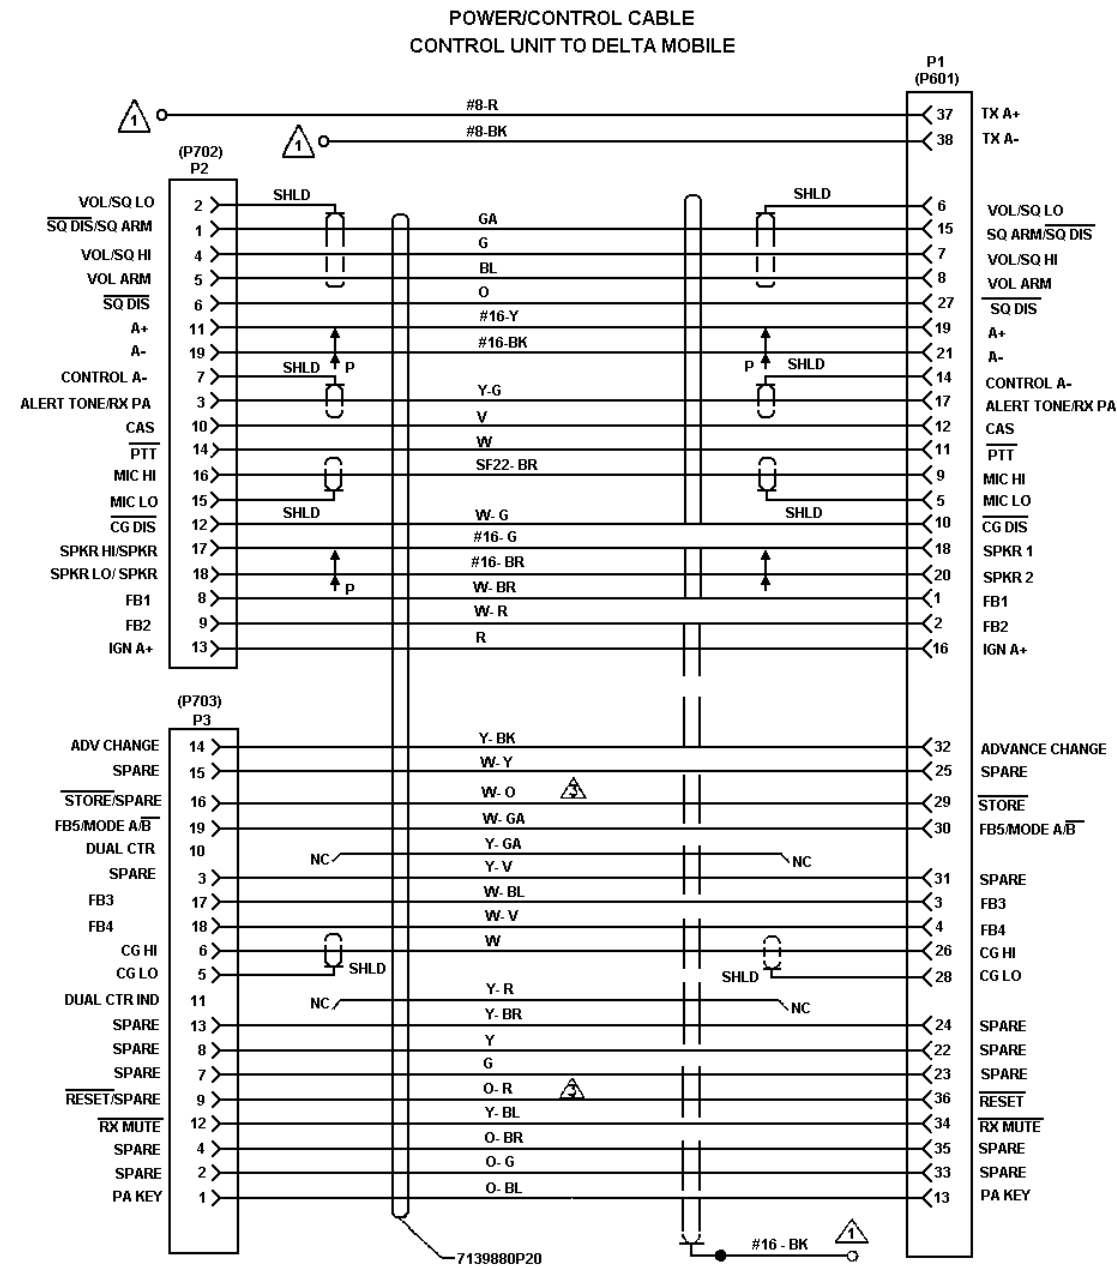 POWER/CONTROL CABLE
CONTROL UNIT TO DELTA MOBILE
P1
(P601)
1 #8-R 37 TX A+
1 #8-BK 38 TX A-
(P702)
P2
VOL/SQ LO 2 SHLD SHLD 6 VOL/SQ LO
SQ DIS/SQ ARM 1 GA 15 SQ ARM/SQ DIS
VOL/SQ HI 4 G 7 VOL/SQ HI
VOL ARM 5 BL 8 VOL ARM
SQ DIS 6 O 27 SQ DIS
A+ 11 #16-Y 19 A+
A- 19 #16-BK 21 A-
P P
CONTROL A- 7 SHLD SHLD 14 CONTROL A-
ALERT TONE/RX PA 3 Y-G 17 ALERT TONE/RX PA
CAS 10 V 12 CAS
PTT 14 W 11 PTT
MIC HI 16 SF22- BR 9 MIC HI
MIC LO 15 SHLD SHLD 5 MIC LO
CG DIS 12 W- G 10 CG DIS
SPKR HI/SPKR 17 #16- G 18 SPKR 1
SPKR LO/ SPKR 18 #16- BR 20 SPKR 2
P
FB1 8 W- BR 1 FB1
FB2 9 W- R 2 FB2
IGN A+ 13 R 16 IGN A+
(P703)
P3
ADV CHANGE 14 Y- BK 32 ADVANCE CHANGE
SPARE 15 W- Y 25 SPARE
STORE/SPARE 16 W- O 3 29 STORE
FB5/MODE A/B 19 W- GA 30 FB5/MODE A/B
DUAL CTR 10 NC Y- GA NC
SPARE 3 Y- V 31 SPARE
FB3 17 W- BL 3 FB3
FB4 18 W- V 4 FB4
CG HI 6 W 26 CG HI
CG LO 5 SHLD SHLD 28 CG LO
DUAL CTR IND 11 NC Y- R NC
SPARE 13 Y- BR 24 SPARE
SPARE 8 Y 22 SPARE
SPARE 7 G 23 SPARE
RESET/SPARE 9 O- R 3 36 RESET
RX MUTE 12 Y- BL 34 RX MUTE
SPARE 4 O- BR 35 SPARE
SPARE 2 O- G 33 SPARE
PA KEY 1 O- BL 13 PA KEY
7139880P20 #16 - BK 1